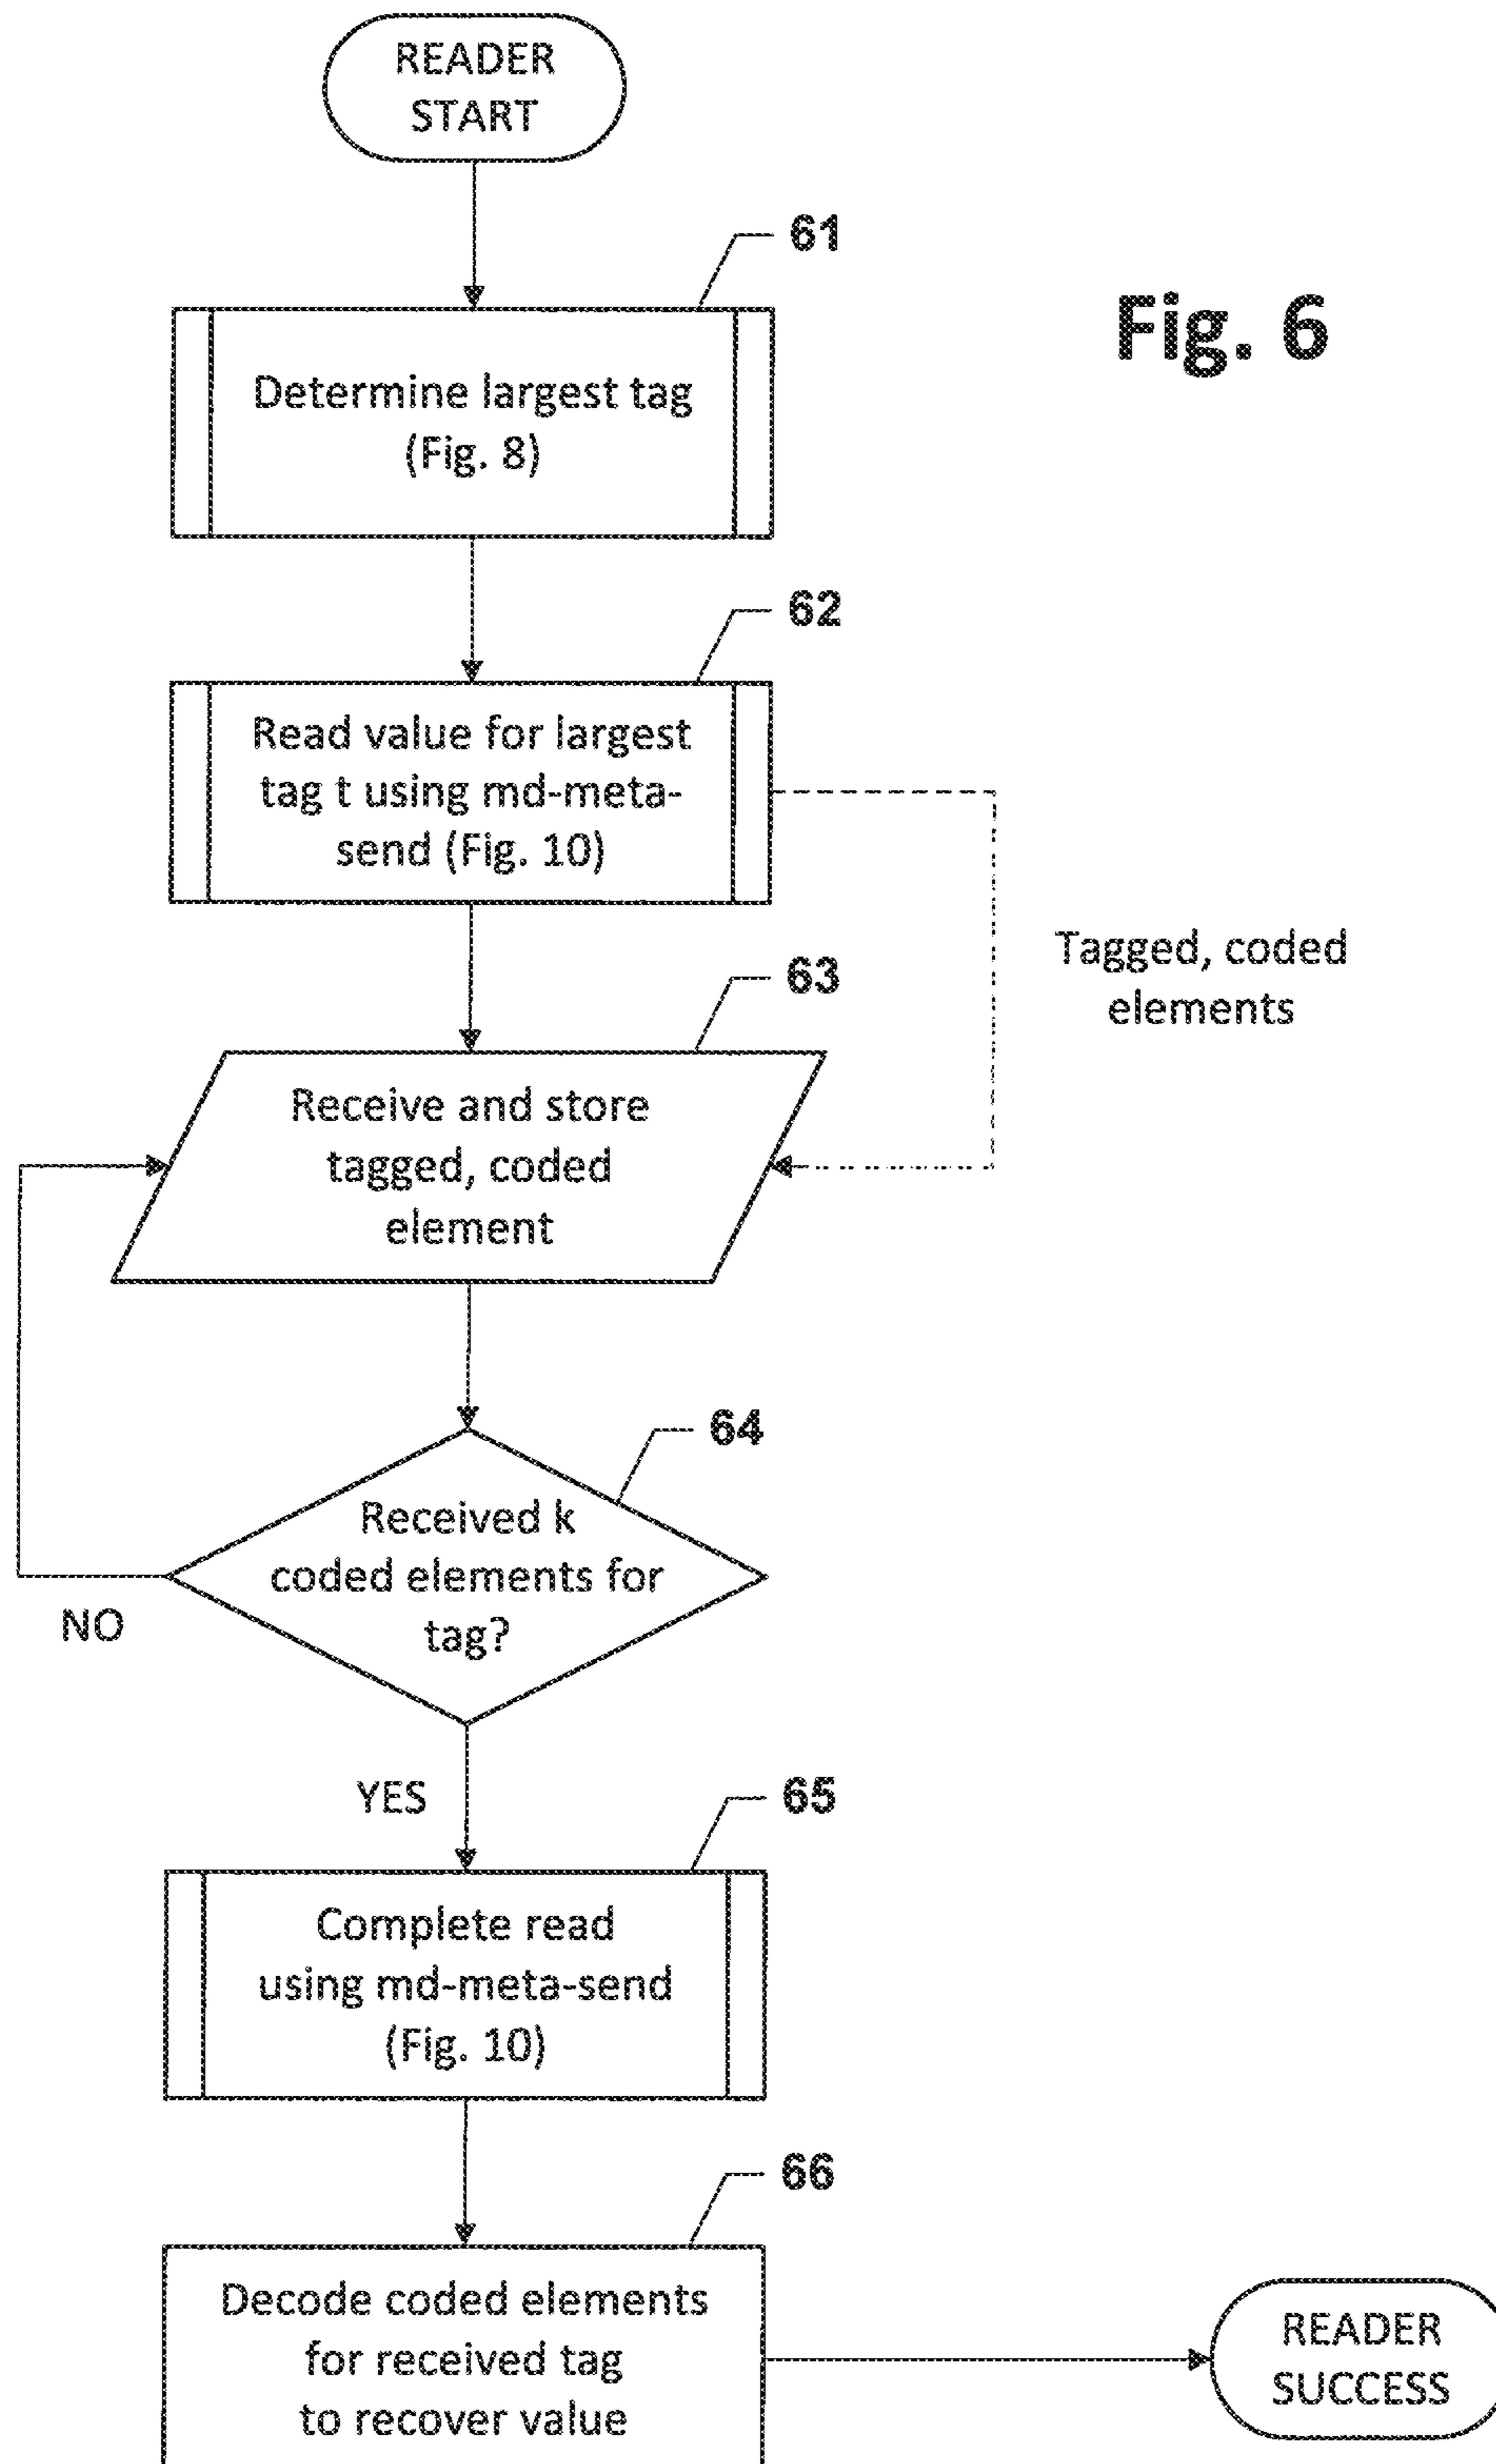 READER
START
61
Fig. 6
Determine largest tag
(Fig. 8)
62
Read value for largest
tag t using md-meta-
send (Fig. 10)
Tagged, coded
elements
63
Receive and store
tagged, coded
element
64
Received k
coded elements for
tag?
NO
YES
65
Complete read
using md-meta-send
(Fig. 10)
66
Decode coded elements
for received tag
to recover value
READER
SUCCESS